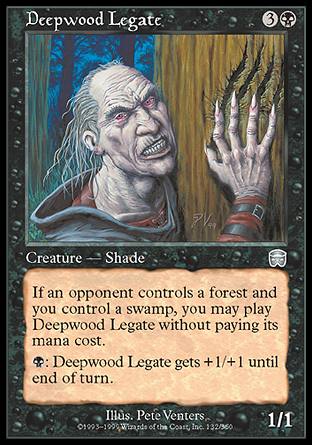 Deepwood Legate 3
Creature — Shade
If an opponent controls a forest and
you control a swamp, you may play
Deepwood Legate without paying its
mana cost.
: Deepwood Legate gets +1/+1 until
end of turn.
Illus. Pete Venters
©1993–1999 Wizards of the Coast, Inc. 132/350
1/1